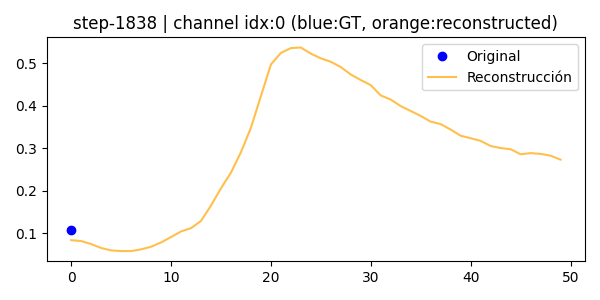 step-1838 | channel idx:0 (blue:GT, orange:reconstructed)
Original
Reconstrucción
0.5
0.4
0.3
0.2
0.1
0 10 20 30 40 50